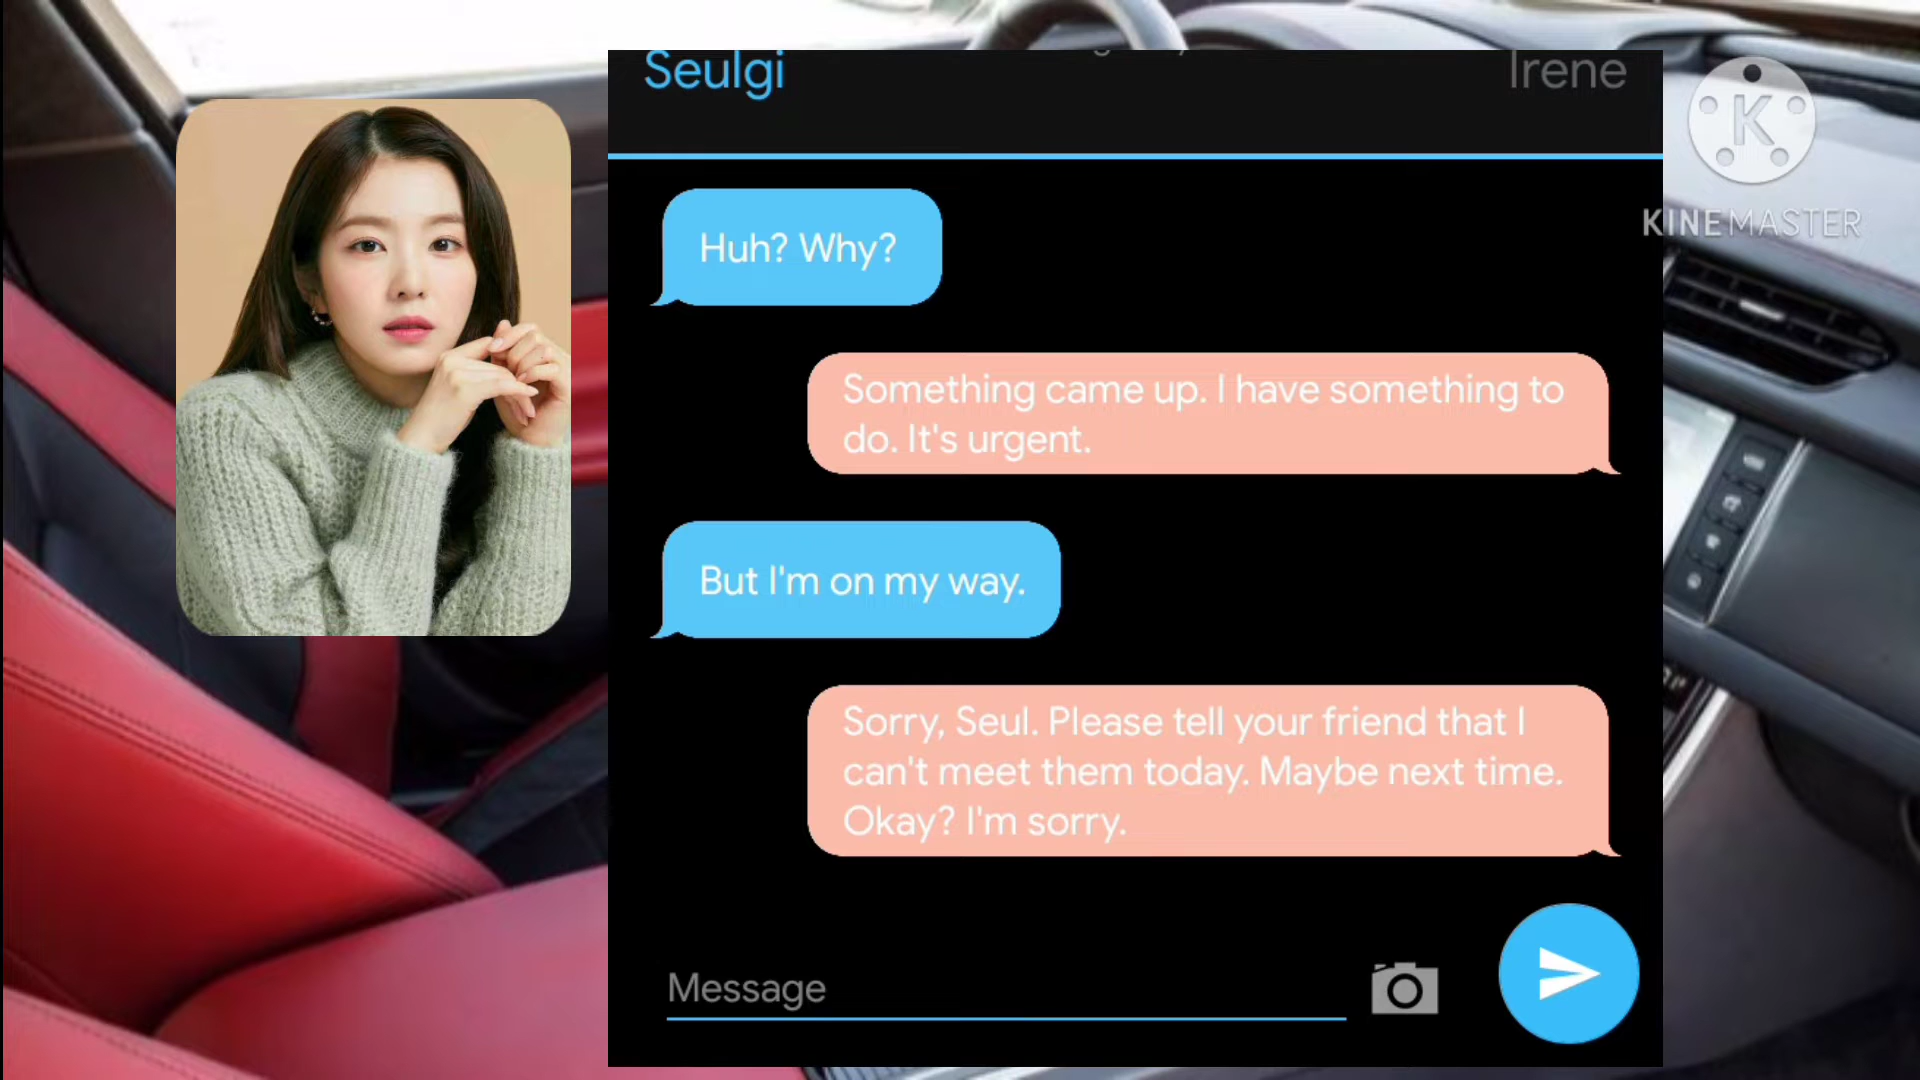 Seulgi
Irene
KINEMASTER
Huh? Why?
Something came up. I have something to
do. It's urgent.
But I'm on my way.
Sorry, Seul. Please tell your friend that I
can't meet them today. Maybe next time.
Okay? I'm sorry.
Message